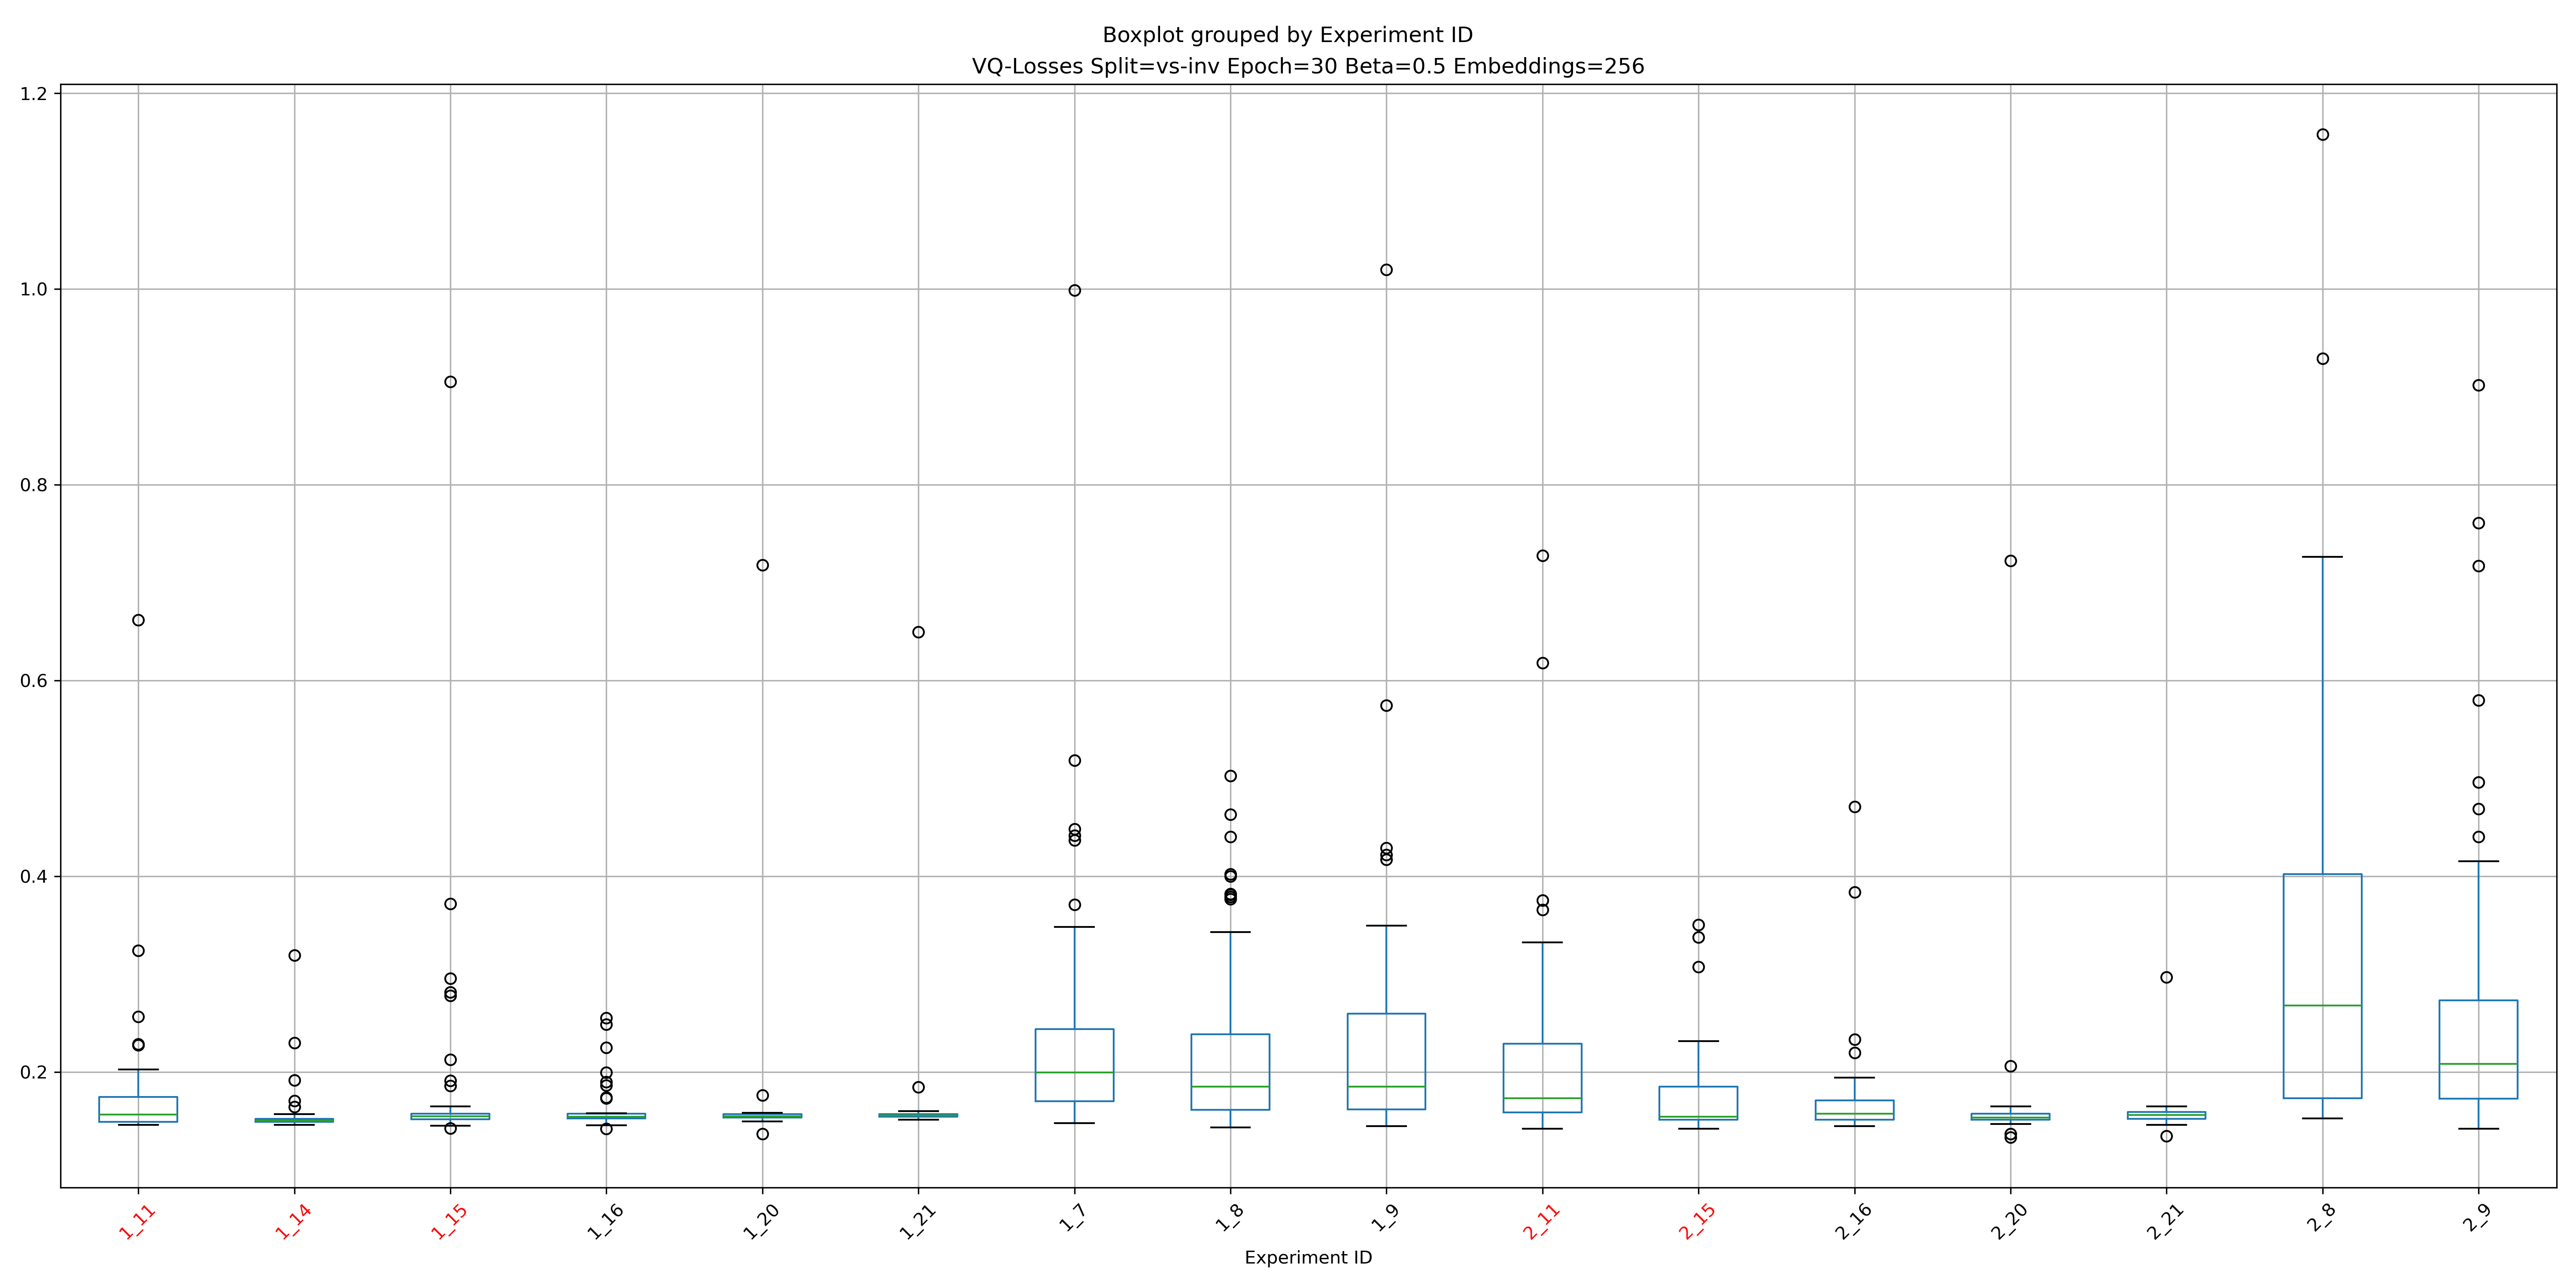 Boxplot grouped by Experiment ID
VQ-Losses Split=vs-inv Epoch=30 Beta=0.5 Embeddings=256
1.2
1.0
0.8
0.6
0.4
0.2
1_11 1_14 1_15 1_16 1_20 1_21 1_7 1_8 1_9 2_11 2_15 2_16 2_20 2_21 2_8 2_9
Experiment ID